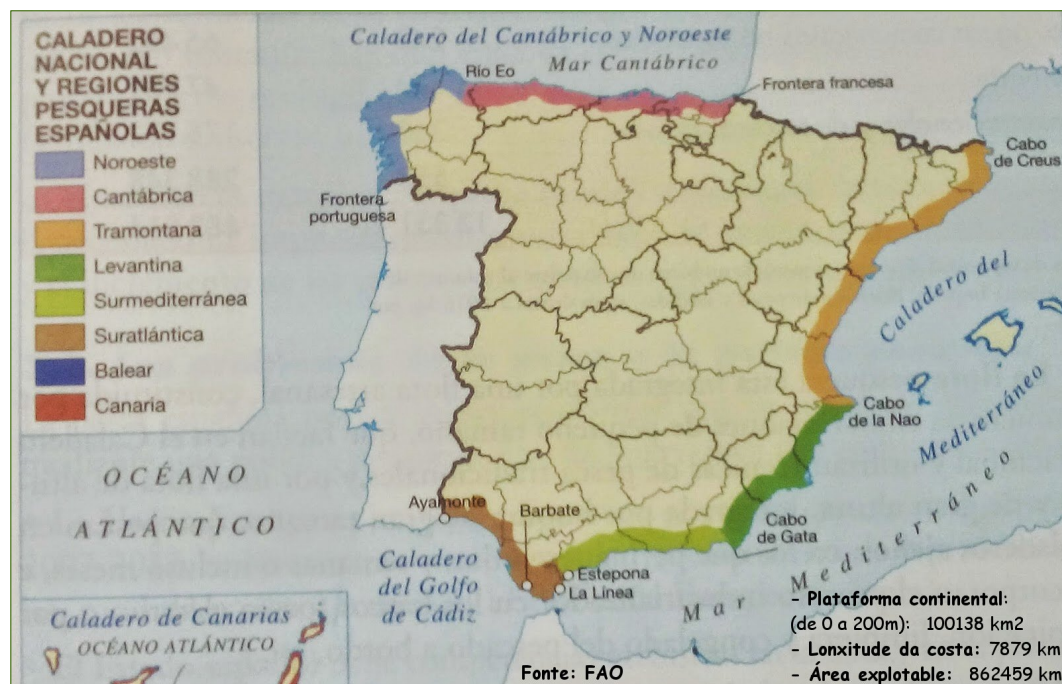 CALADERO
NACIONAL
Y REGIONES
PESQUERAS
ESPAÑOLAS
Noroeste
Cantábrica
Tramontana
Levantina
Surmediterránea
Suratlántica
Balear
Canaria
Caladero del Cantábrico y Noroeste
Mar Cantábrico
Río Eo
Frontera francesa
Cabo
de Creus
Frontera
portuguesa
Caladero del
Mediterráneo
Cabo
de la Nao
OCÉANO
ATLÁNTICO
Ayamonte
Barbate
Cabo
de Gata
Estepona
La Línea
Caladero
del Golfo
de Cádiz
Mar Mediterráneo
Caladero de Canarias
OCÉANO ATLÁNTICO
Fonte: FAO
- Plataforma continental:
(de 0 a 200m): 100138 km2
- Lonxitude da costa: 7879 km
- Área explotable: 862459 km